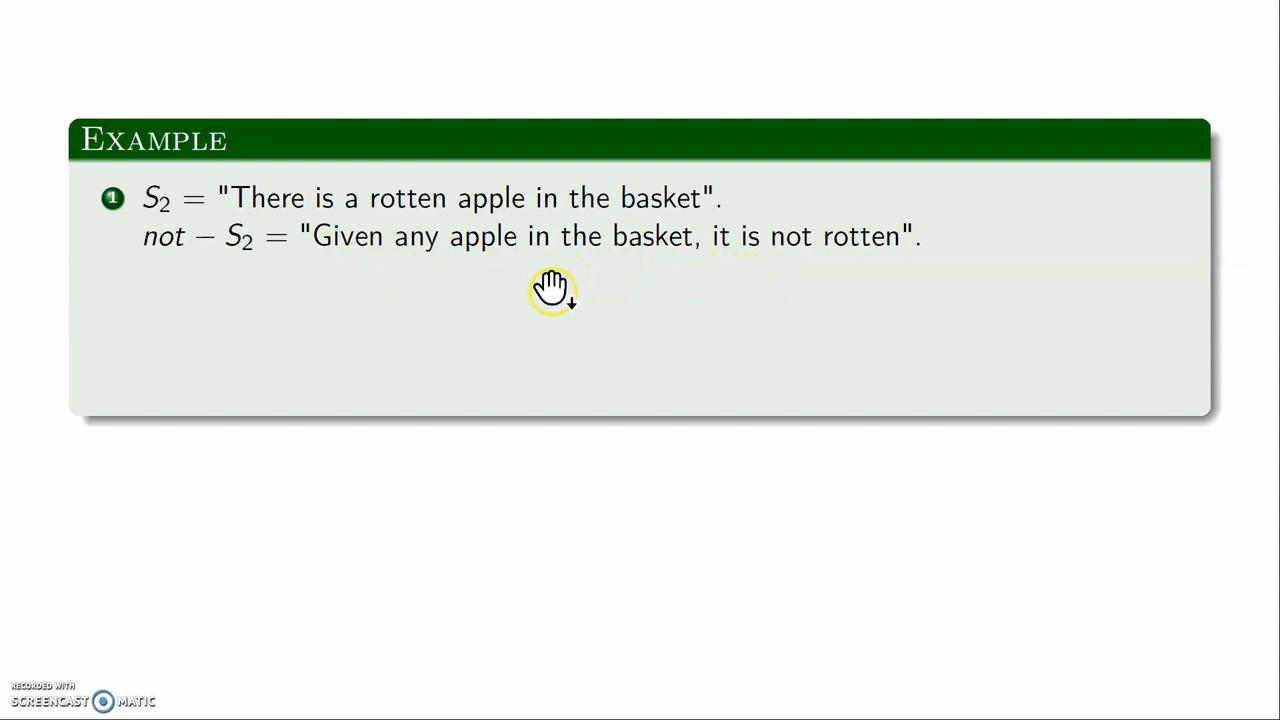 EXAMPLE
1 S₂ = "There is a rotten apple in the basket".
not − S₂ = "Given any apple in the basket, it is not rotten".
RECORDED WITH
SCREENCAST MATIC